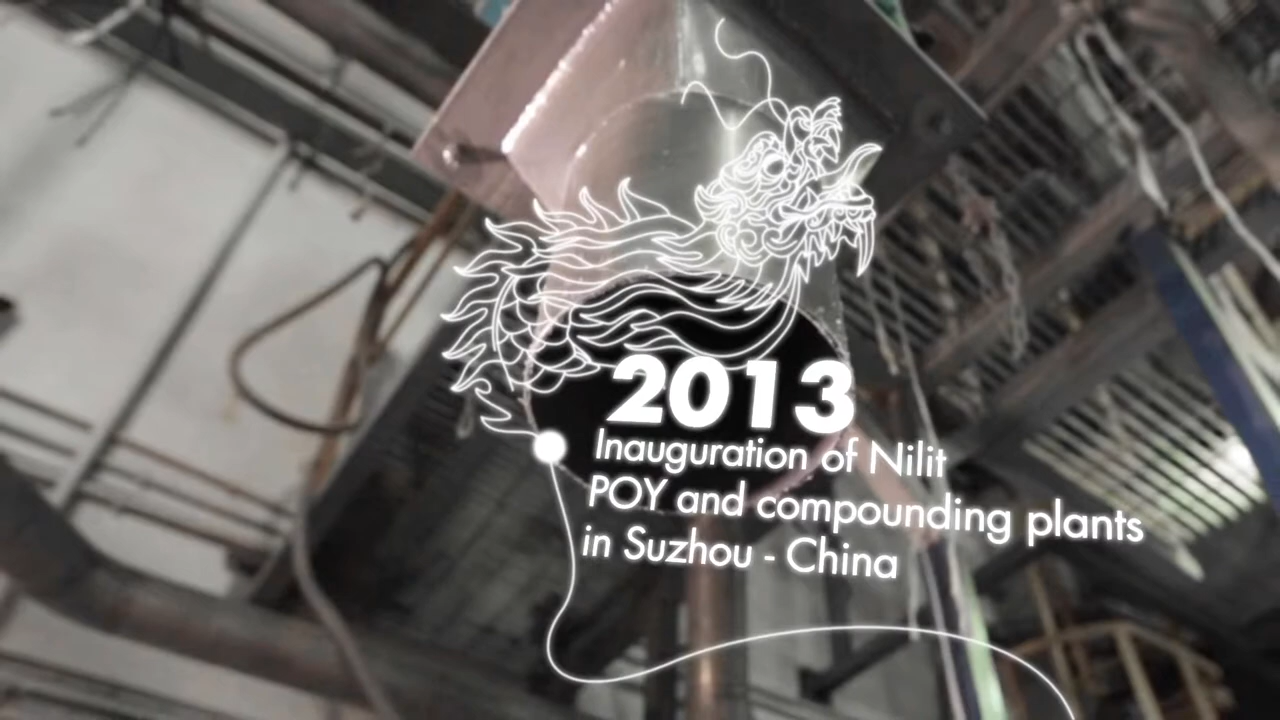 2013
Inauguration of Nilit
POY and compounding plants
in Suzhou - China